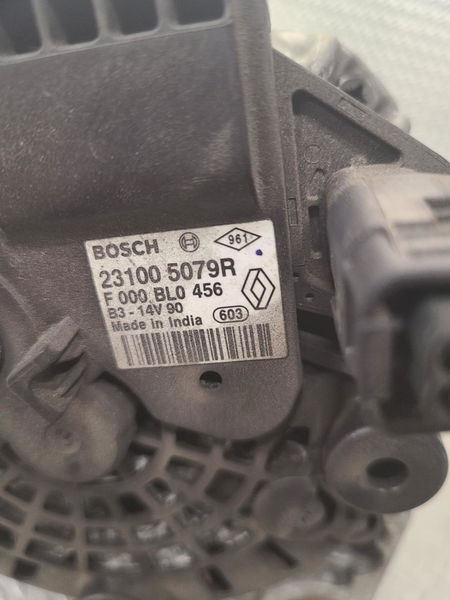 BOSCH 961
23100 5079R
F 000 BL0 456
B3 - 14V 90
Made in India 603